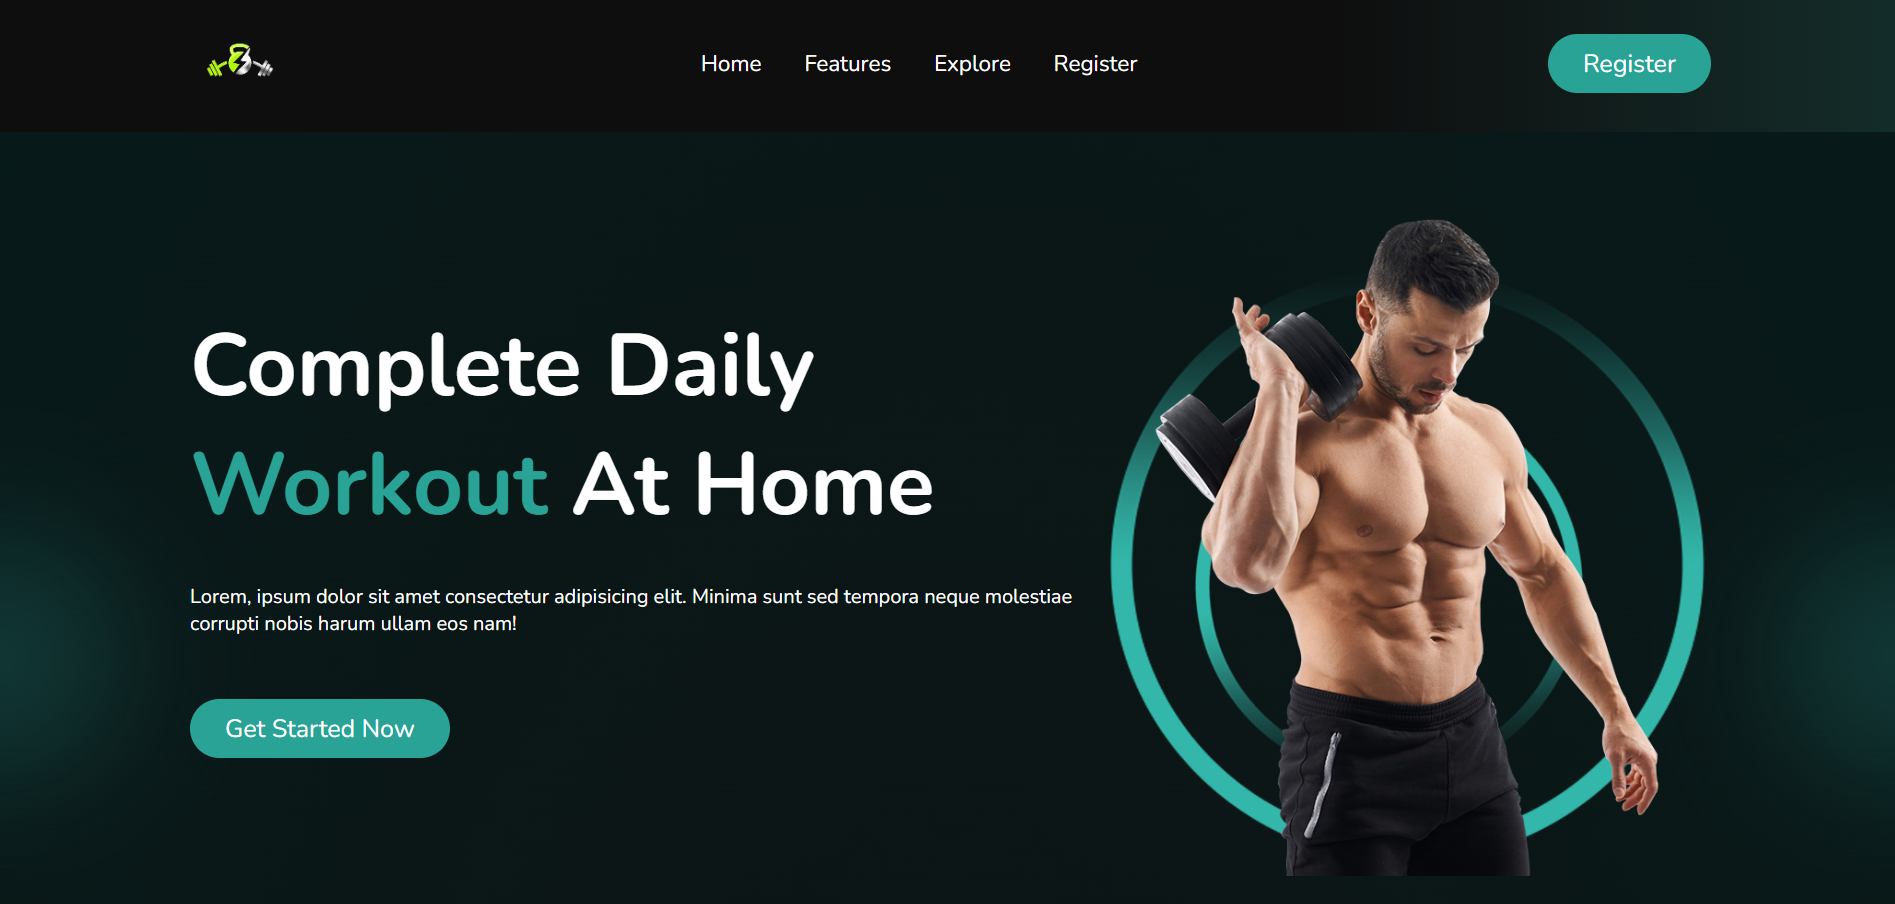 Home Features Explore Register Register
Complete Daily
Workout At Home
Lorem, ipsum dolor sit amet consectetur adipisicing elit. Minima sunt sed tempora neque molestiae
corrupti nobis harum ullam eos nam!
Get Started Now